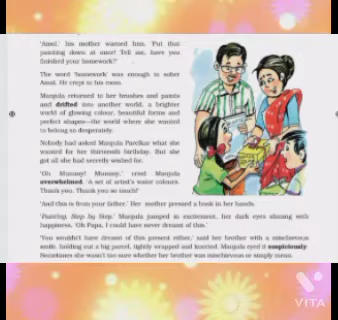 'Amol,' his mother warned him. 'Put that
painting down at once! Tell me, have you
finished your homework?'
The word 'homework' was enough to sober
Amol. He crept to his room.
Manjula returned to her brushes and paints
and drifted into another world, a brighter
world of glowing colour, beautiful forms and
perfect shapes—the world where she wanted
to belong so desperately.
Nobody had asked Manjula Parelkar what she
wanted for her thirteenth birthday. But she
got all she had secretly wished for.
'Oh Mummy! Mummy,' cried Manjula
overwhelmed. 'A set of artist's water colours.
Thank you. Thank you so much!'
'And this is from your father.' Her mother pressed a book in her hands.
'Painting, Step by Step.' Manjula jumped in excitement, her dark eyes shining with
happiness. 'Oh Papa, I could have never dreamt of this.'
'You wouldn't have dreamt of this present either,' said her brother with a mischievous
smile, holding out a big parcel, tightly wrapped and knotted. Manjula eyed it suspiciously.
Sometimes she wasn't too sure whether her brother was mischievous or simply mean.
VITA